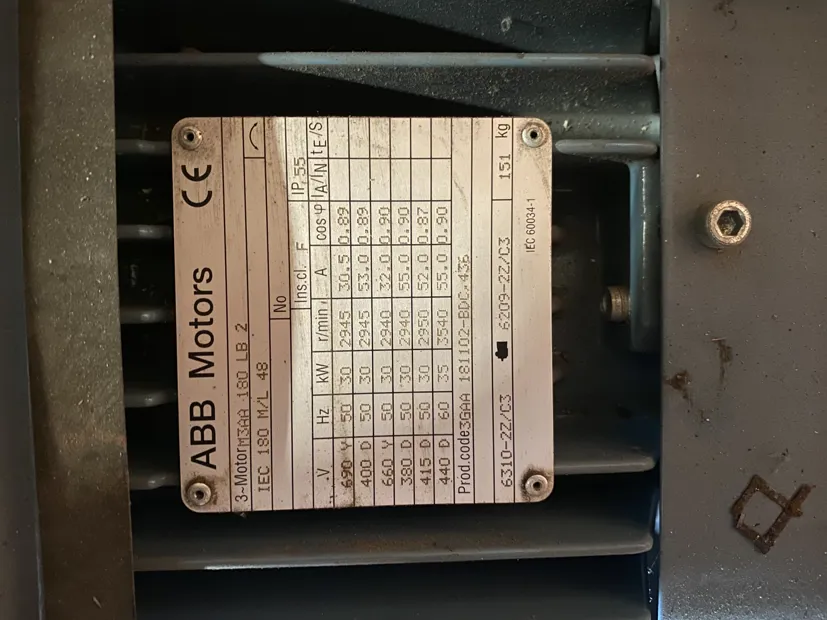 ABB Motors CE
3~Motor M3AA 180 LB 2
IEC 180 M/L 48
No
Ins.cl. F IP 55
V Hz kW r/min A cos φ IA/IN tE/S
690 Y 50 30 2945 30.5 0.89
400 D 50 30 2945 53.0 0.89
660 Y 50 30 2940 32.0 0.90
380 D 50 30 2940 55.0 0.90
415 D 50 30 2950 52.0 0.87
440 D 60 35 3540 55.0 0.90
Prod.code 3GAA 181102-BDC.436
6310-2Z/C3 6209-2Z/C3 151 kg
IEC 60034-1